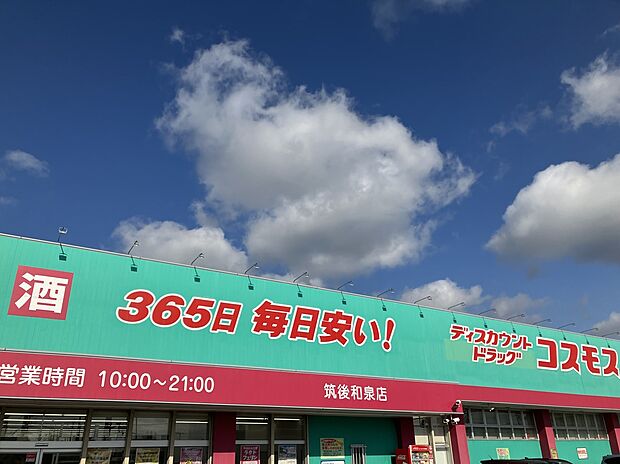 酒
365日 毎日安い!
ディスカウント
ドラッグ
コスモス
営業時間 10:00～21:00
筑後和泉店